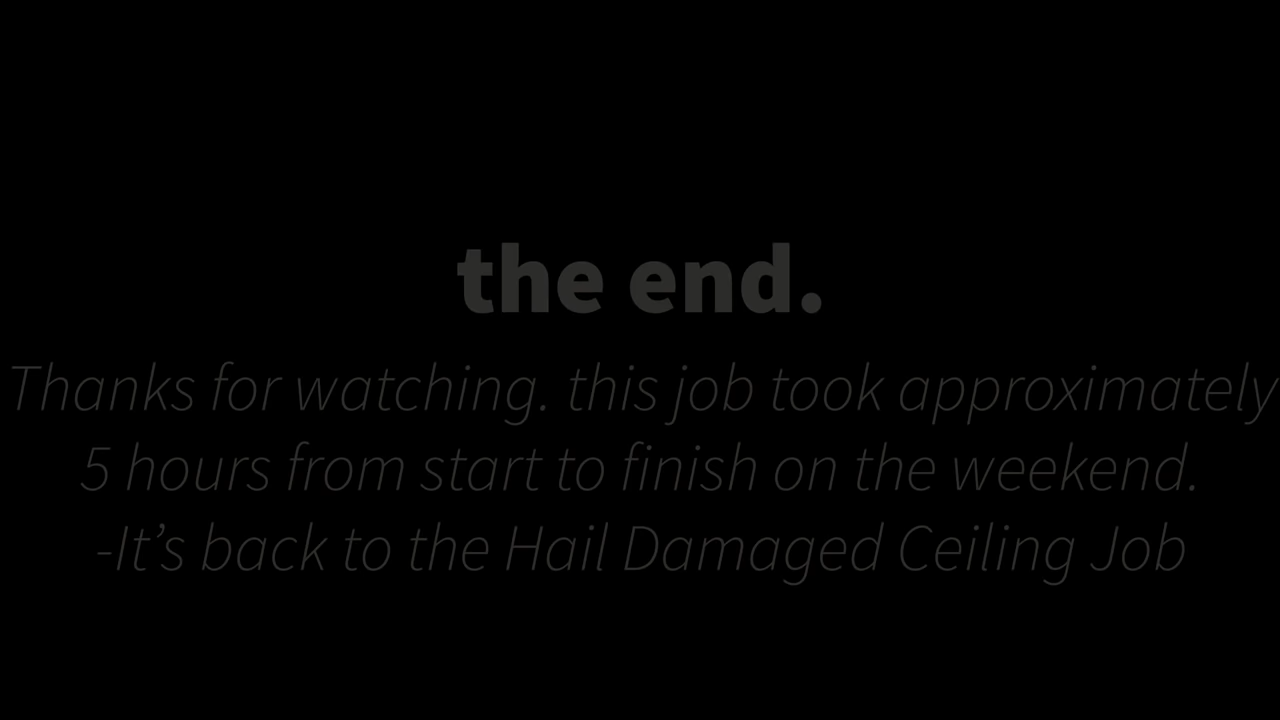 the end.
Thanks for watching. this job took approximately
5 hours from start to finish on the weekend.
-It’s back to the Hail Damaged Ceiling Job